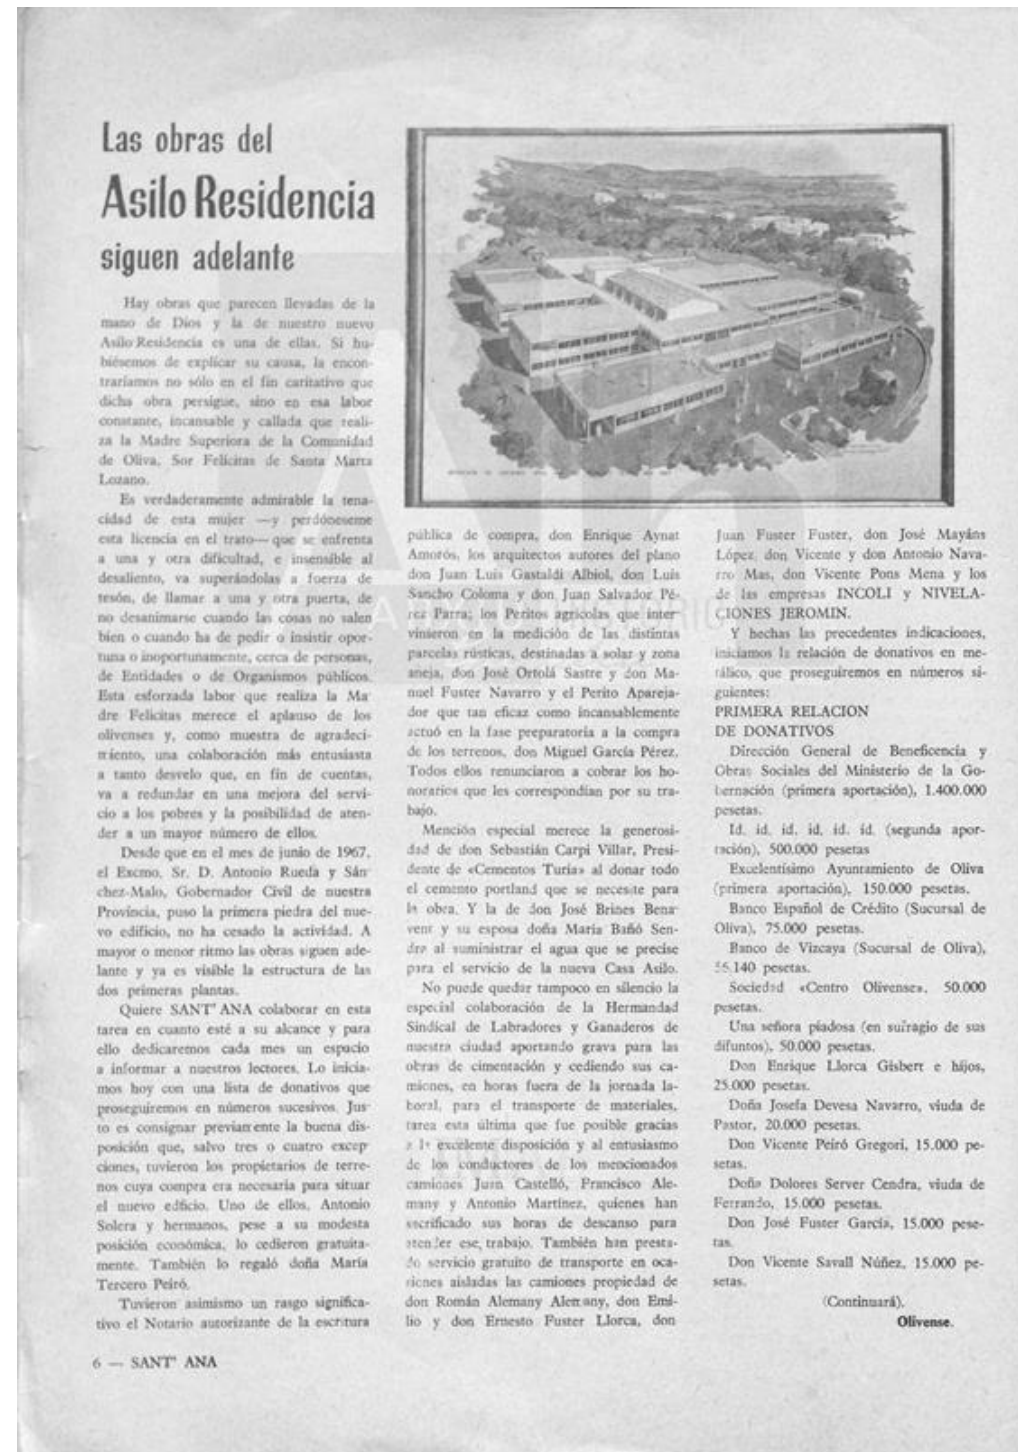 Las obras del
Asilo Residencia
siguen adelante
Hay obras que parecen llevadas de la
mano de Dios y la de nuestro nuevo
Asilo Residencia es una de ellas. Si hu-
biésemos de explicar su causa, la encon-
traríamos no sólo en el fin caritativo que
dicha obra persigue, sino en esa labor
constante, incansable y callada que reali-
za la Madre Superiora de la Comunidad
de Oliva, Sor Felicitas de Santa Marta
Lozano.
Es verdaderamente admirable la tena-
cidad de esta mujer —y perdóneseme
esta licencia en el trato— que se enfrenta
a una y otra dificultad, e insensible al
desaliento, va superándolas a fuerza de
tesón, de llamar a una y otra puerta, de
no desanimarse cuando las cosas no salen
bien o cuando ha de pedir o insistir opor-
tuna o inoportunamente, cerca de personas,
de Entidades o de Organismos públicos.
Esta esforzada labor que realiza la Ma
dre Felicitas merece el aplauso de los
olivenses y, como muestra de agradeci-
miento, una colaboración más entusiasta
a tanto desvelo que, en fin de cuentas,
va a redundar en una mejora del servi-
cio a los pobres y la posibilidad de aten-
der a un mayor número de ellos.
Desde que en el mes de junio de 1967,
el Excmo. Sr. D. Antonio Rueda y Sán-
chez-Malo, Gobernador Civil de nuestra
Provincia, puso la primera piedra del nue-
vo edificio, no ha cesado la actividad. A
mayor o menor ritmo las obras siguen ade-
lante y ya es visible la estructura de las
dos primeras plantas.
Quiere SANT' ANA colaborar en esta
tarea en cuanto esté a su alcance y para
ello dedicaremos cada mes un espacio
a informar a nuestros lectores. Lo inicia-
mos hoy con una lista de donativos que
proseguiremos en números sucesivos. Jus-
to es consignar previamente la buena dis-
posición que, salvo tres o cuatro excep-
ciones, tuvieron los propietarios de terre-
nos cuya compra era necesaria para situar
el nuevo edficio. Uno de ellos, Antonio
Solera y hermanos, pese a su modesta
posición económica, lo cedieron gratuita-
mente. También lo regaló doña María
Tercero Peiró.
Tuvieron asimismo un rasgo significa-
tivo el Notario autorizante de la escritura
pública de compra, don Enrique Aynat
Amorós, los arquitectos autores del plano
don Juan Luis Gastaldi Albiol, don Luis
Sancho Coloma y don Juan Salvador Pé-
rez Parra; los Peritos agrícolas que inter
vinieron en la medición de las distintas
parcelas rústicas, destinadas a solar y zona
aneja, don José Ortolá Sastre y don Ma-
nuel Fuster Navarro y el Perito Apareja-
dor que tan eficaz como incansablemente
actuó en la fase preparatoria a la compra
de los terrenos, don Miguel García Pérez.
Todos ellos renunciaron a cobrar los ho-
norarios que les correspondían por su tra-
bajo.
Mención especial merece la generosi-
dad de don Sebastián Carpi Villar, Presi-
dente de «Cementos Turia» al donar todo
el cemento portland que se necesite para
la obra. Y la de don José Brines Bena-
vent y su esposa doña María Bañó Sen-
dra al suministrar el agua que se precise
para el servicio de la nueva Casa Asilo.
No puede quedar tampoco en silencio la
especial colaboración de la Hermandad
Sindical de Labradores y Ganaderos de
nuestra ciudad aportando grava para las
obras de cimentación y cediendo sus ca-
miones, en horas fuera de la jornada la-
boral, para el transporte de materiales,
tarea esta última que fue posible gracias
a la excelente disposición y al entusiasmo
de los conductores de los mencionados
camiones Juan Castelló, Francisco Ale-
many y Antonio Martínez, quienes han
sacrificado sus horas de descanso para
atender ese trabajo. También han presta-
do servicio gratuito de transporte en oca-
siones aisladas las camiones propiedad de
don Román Alemany Alemany, don Emi-
lio y don Ernesto Fuster Llorca, don
Juan Fuster Fuster, don José Mayáns
López, don Vicente y don Antonio Nava-
rro Mas, don Vicente Pons Mena y los
de las empresas INCOLI y NIVELA-
CIONES JEROMIN.
Y hechas las precedentes indicaciones,
iniciamos la relación de donativos en me-
tálico, que proseguiremos en números si-
guientes:
PRIMERA RELACION
DE DONATIVOS
Dirección General de Beneficencia y
Obras Sociales del Ministerio de la Go-
bernación (primera aportación), 1.400.000
pesetas.
Id. id. id. id. id. id. (segunda apor-
tación), 500.000 pesetas
Excelentísimo Ayuntamiento de Oliva
(primera aportación), 150.000 pesetas.
Banco Español de Crédito (Sucursal de
Oliva), 75.000 pesetas.
Banco de Vizcaya (Sucursal de Oliva),
pesetas.
Sociedad «Centro Olivense», 50.000
pesetas.
Una señora piadosa (en sufragio de sus
difuntos), 50.000 pesetas.
Don Enrique Llorca Gisbert e hijos,
25.000 pesetas.
Doña Josefa Devesa Navarro, viuda de
Pastor, 20.000 pesetas.
Don Vicente Peiró Gregori, 15.000 pe-
setas.
Doña Dolores Server Cendra, viuda de
Ferrando, 15.000 pesetas.
Don José Fuster García, 15.000 pese-
tas.
Don Vicente Savall Núñez, 15.000 pe-
setas.
(Continuará).
Olivense.
6 — SANT' ANA